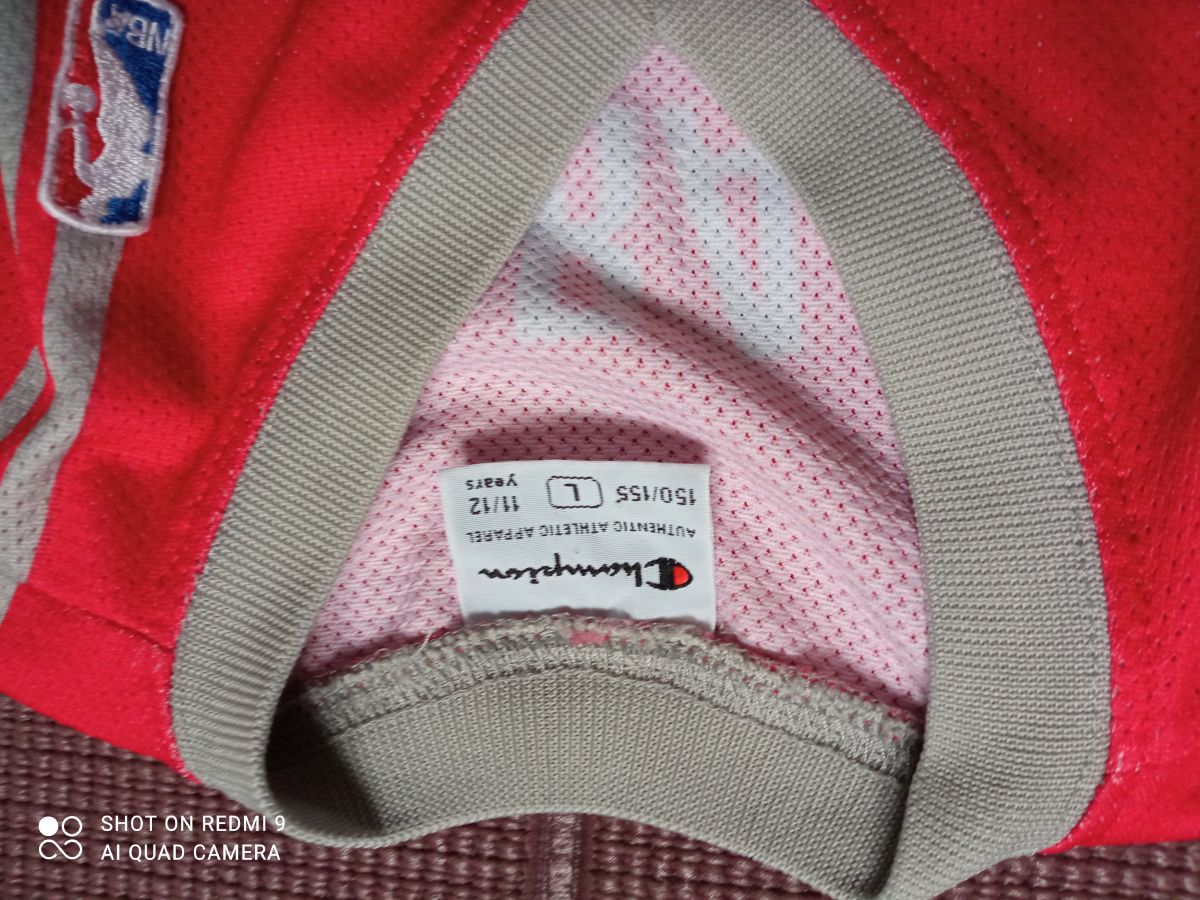 NBA
Champion
AUTHENTIC ATHLETIC APPAREL
150/155 L 11/12
years
SHOT ON REDMI 9
AI QUAD CAMERA